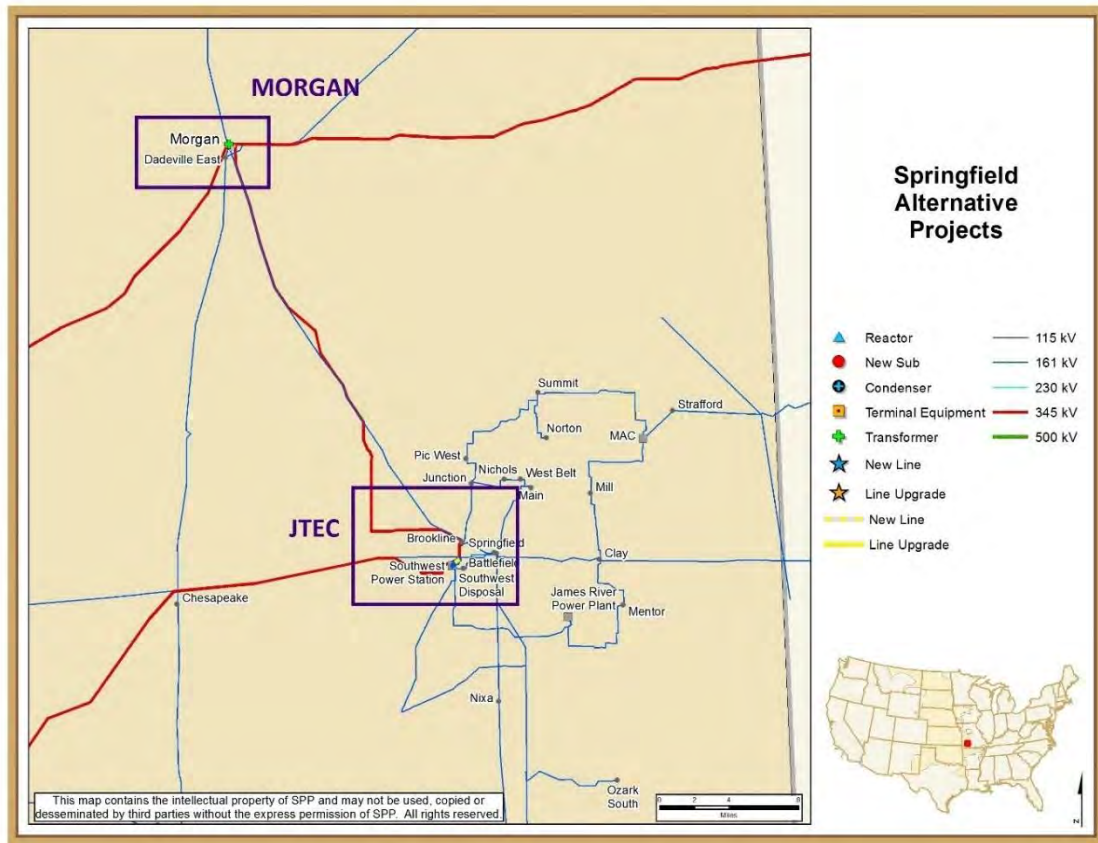 MORGAN
Morgan
Dadeville East
Summit
Strafford
Norton
MAC
Pic West
Nichols
West Belt
Junction
Main
Mill
JTEC
Brookline
Springfield
Clay
Southwest
Power Station
Battlefield
Southwest
Disposal
James River
Power Plant
Mentor
Chesapeake
Nixa
Ozark
South
This map contains the intellectual property of SPP and may not be used, copied or
desseminated by third parties without the express permission of SPP. All rights reserved.
0 2 4 8
Miles
Springfield
Alternative
Projects
Reactor
New Sub
Condenser
Terminal Equipment
Transformer
New Line
Line Upgrade
New Line
Line Upgrade
115 kV
161 kV
230 kV
345 kV
500 kV
N